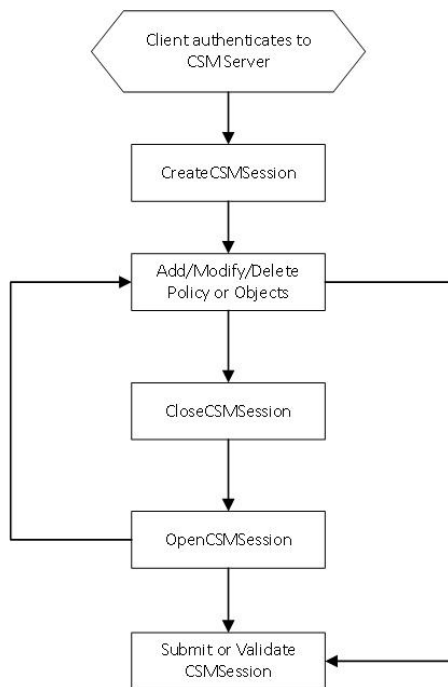 Client authenticates to
CSM Server
CreateCSMSession
Add/Modify/Delete
Policy or Objects
CloseCSMSession
OpenCSMSession
Submit or Validate
CSMSession